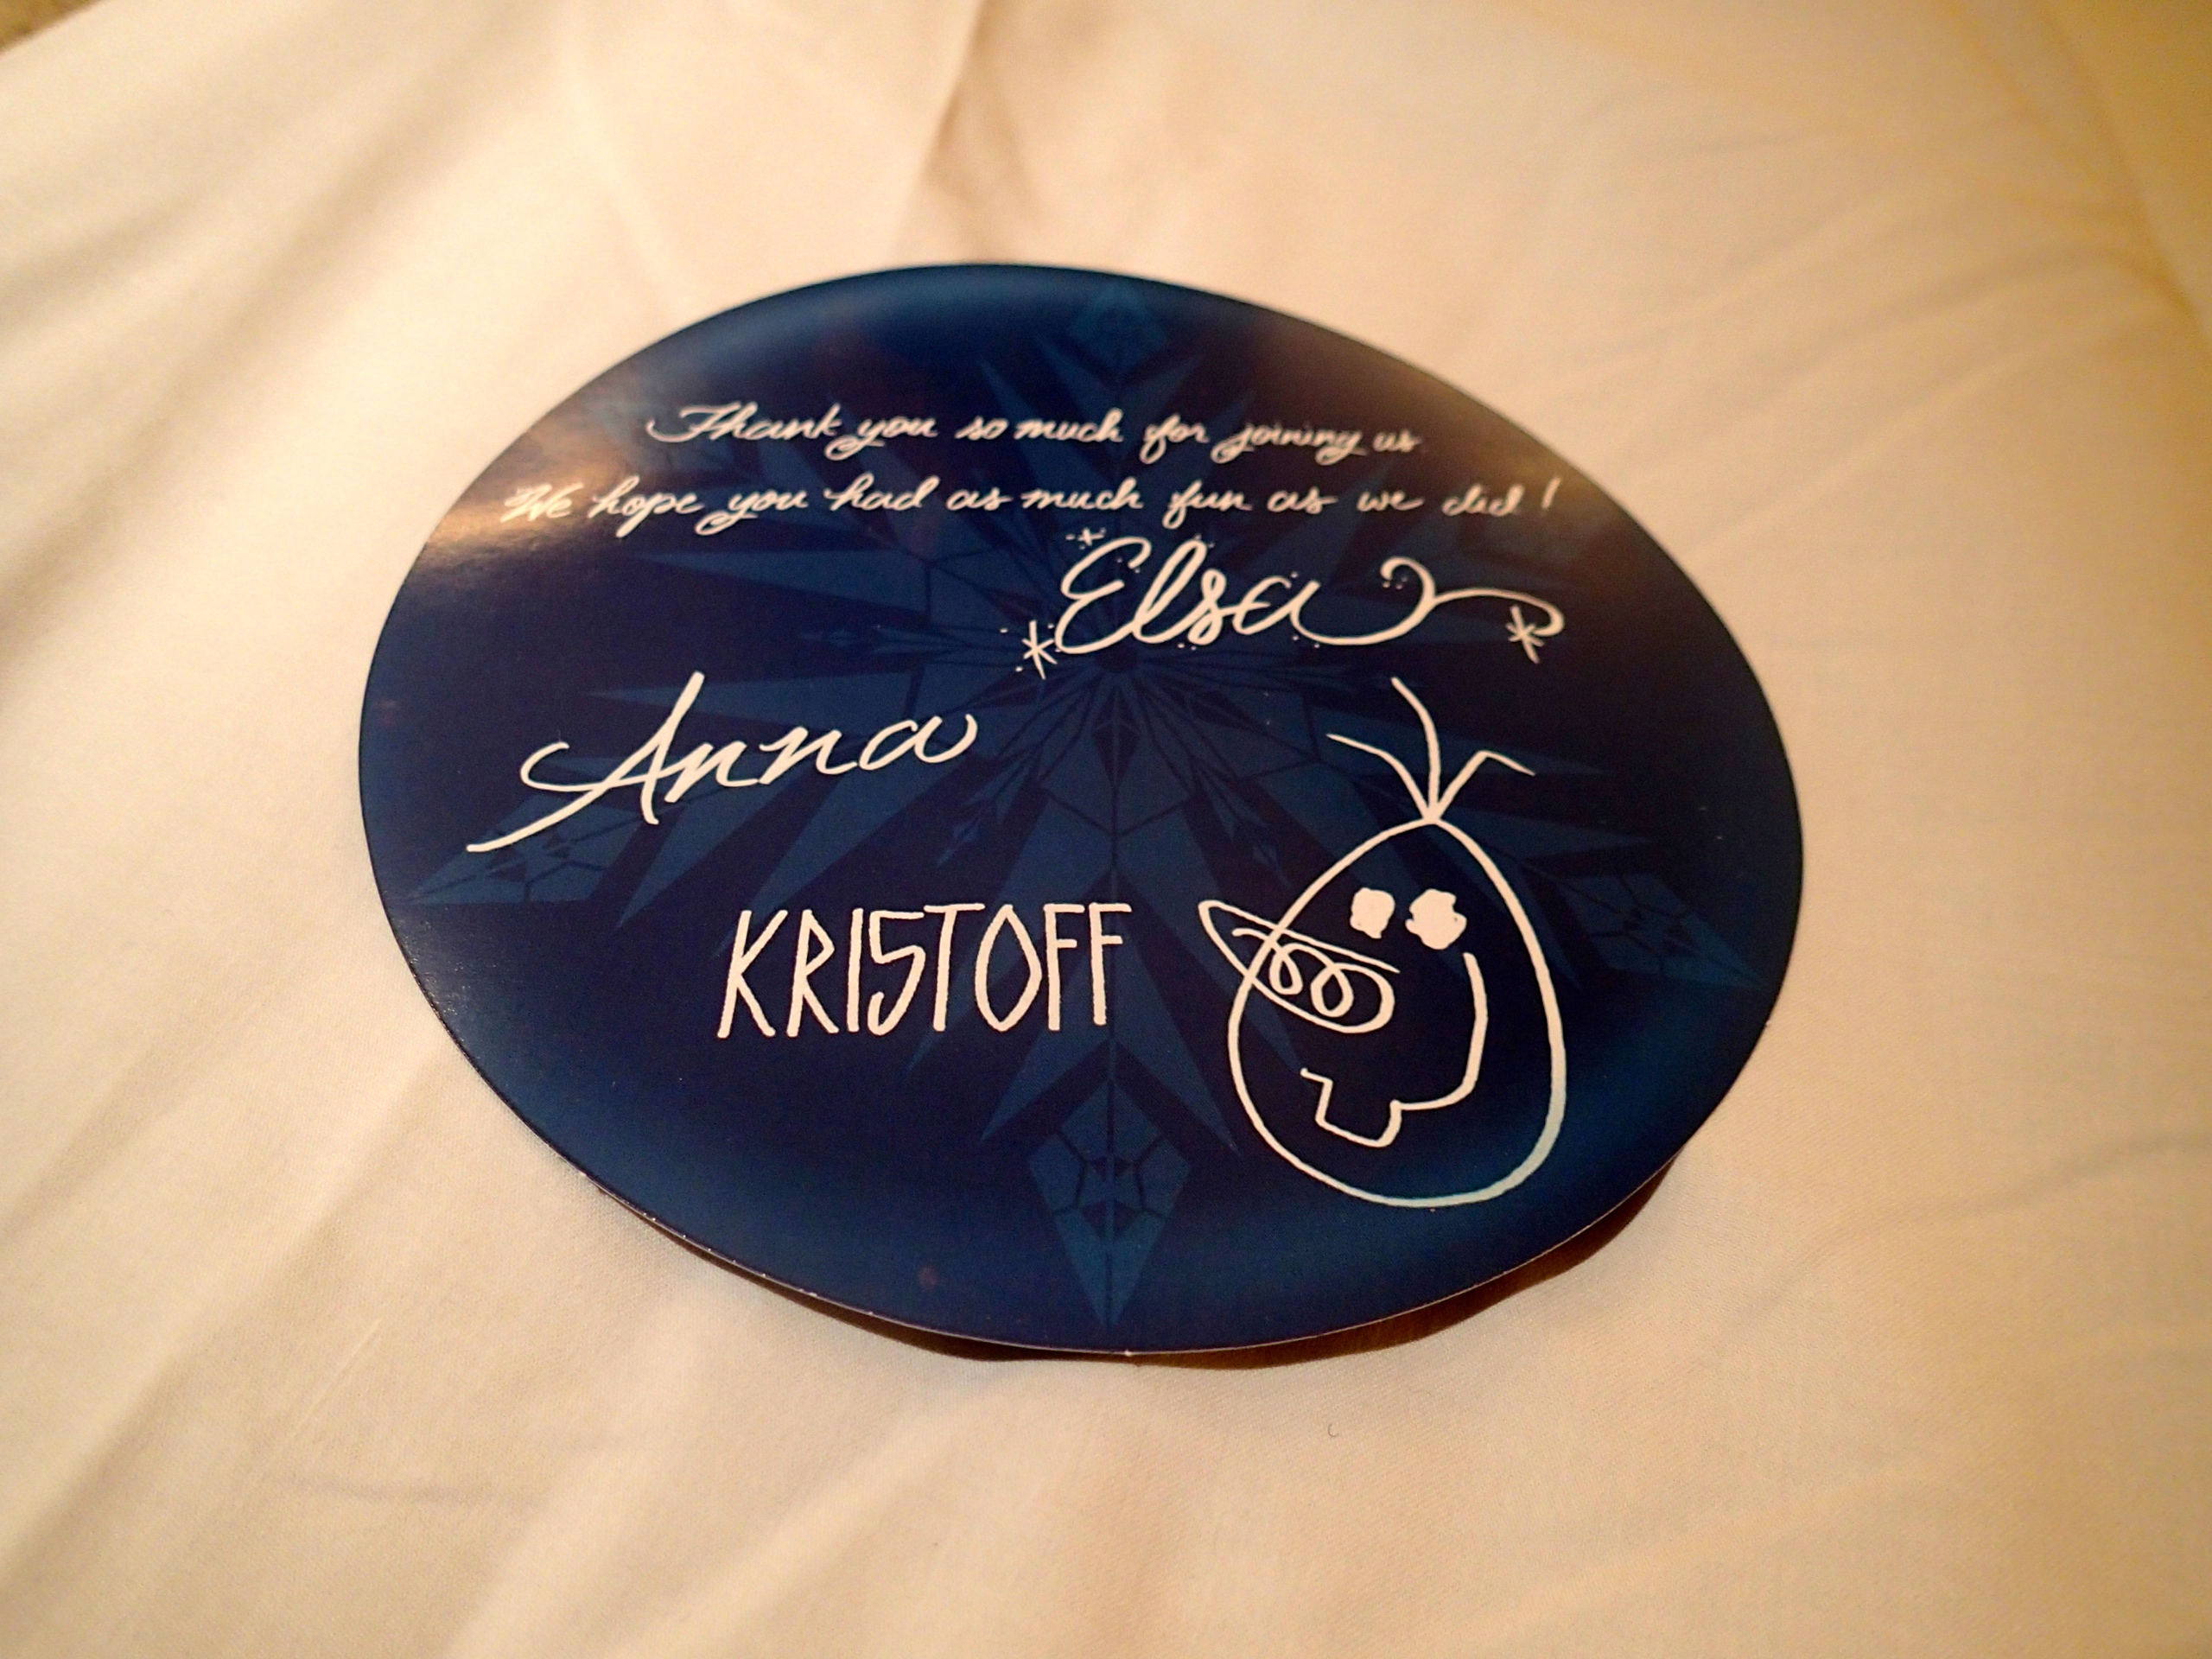 Thank you so much for joining us.
We hope you had as much fun as we did!
Elsa
Anna
KRISTOFF